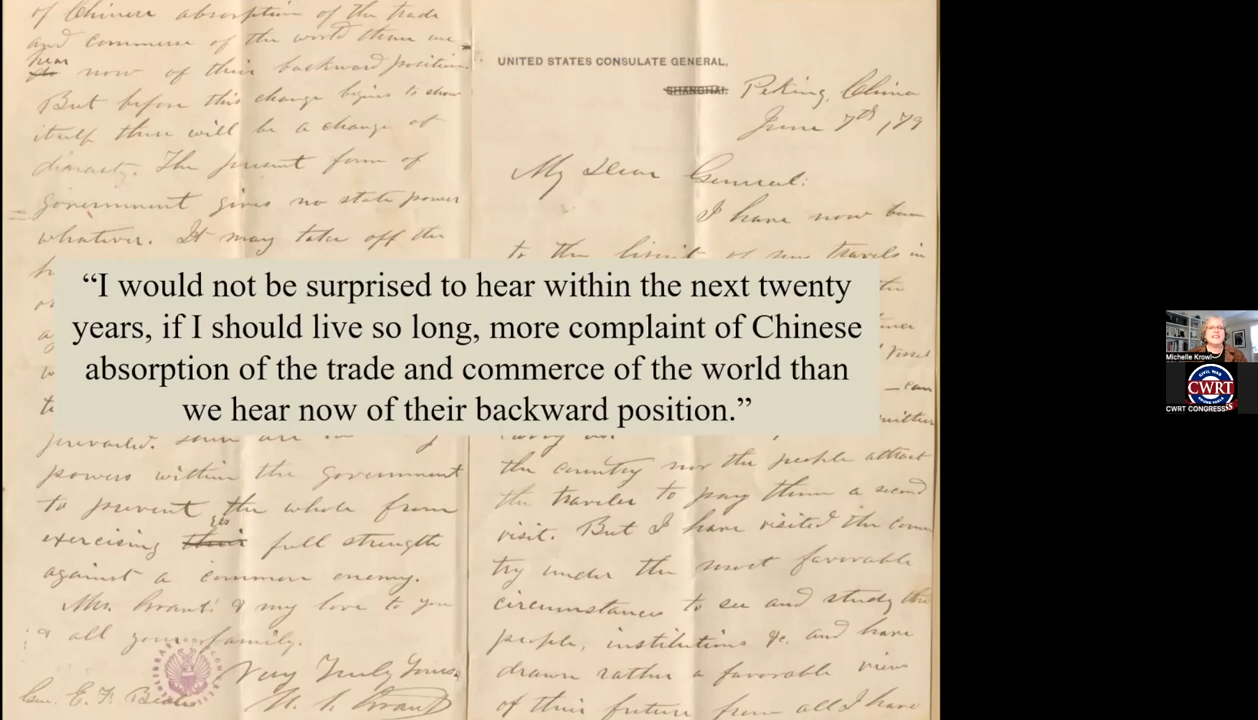 of Chinese absorption of the trade
and commerce of the world than we
hear now of their backward position.
But before this change begins to show
itself there will be a change of
dinasty. The present form of
government gives no state power
whatever. It may take off the
“I would not be surprised to hear within the next twenty
years, if I should live so long, more complaint of Chinese
absorption of the trade and commerce of the world than
we hear now of their backward position.”
prevailed.
powers within the government
to prevent the whole from
exercising their its full strength
against a common enemy.
Mrs. Grant & my love to you
& all your family.
Very Truly Yours,
U. S. Grant
Gen. E. F. Beale
UNITED STATES CONSULATE GENERAL,
SHANGHAI. Peking, China
June 7th /79
My Dear General:
I have now been
to the limit of my travels in
the country nor the people attract
the traveler to pay them a second
visit. But I have visited the coun
try under the most favorable
circumstances to see and study the
people, institutions &c. and have
drawn rather a favorable view
of their future from all I have
Michelle Krowl
CIVIL WAR
CWRT
CWRT CONGRESS